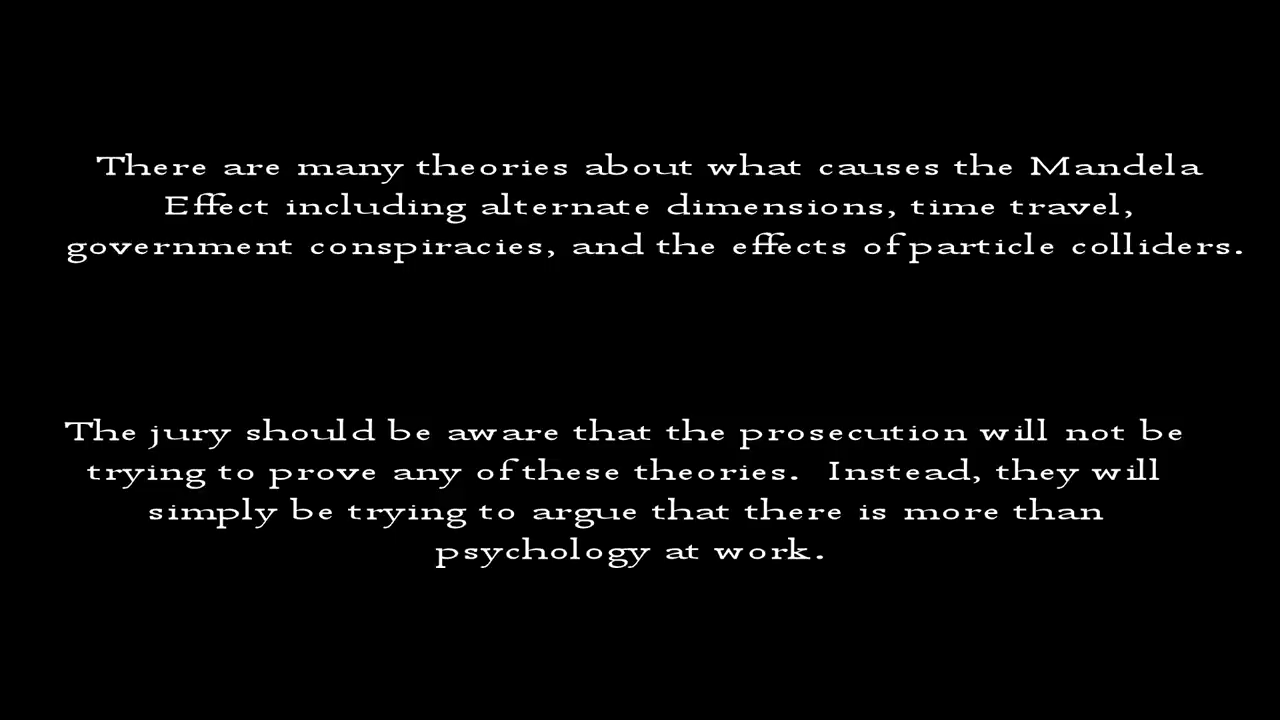 There are many theories about what causes the Mandela
Effect including alternate dimensions, time travel,
government conspiracies, and the effects of particle colliders.
The jury should be aware that the prosecution will not be
trying to prove any of these theories.  Instead, they will
simply be trying to argue that there is more than
psychology at work.